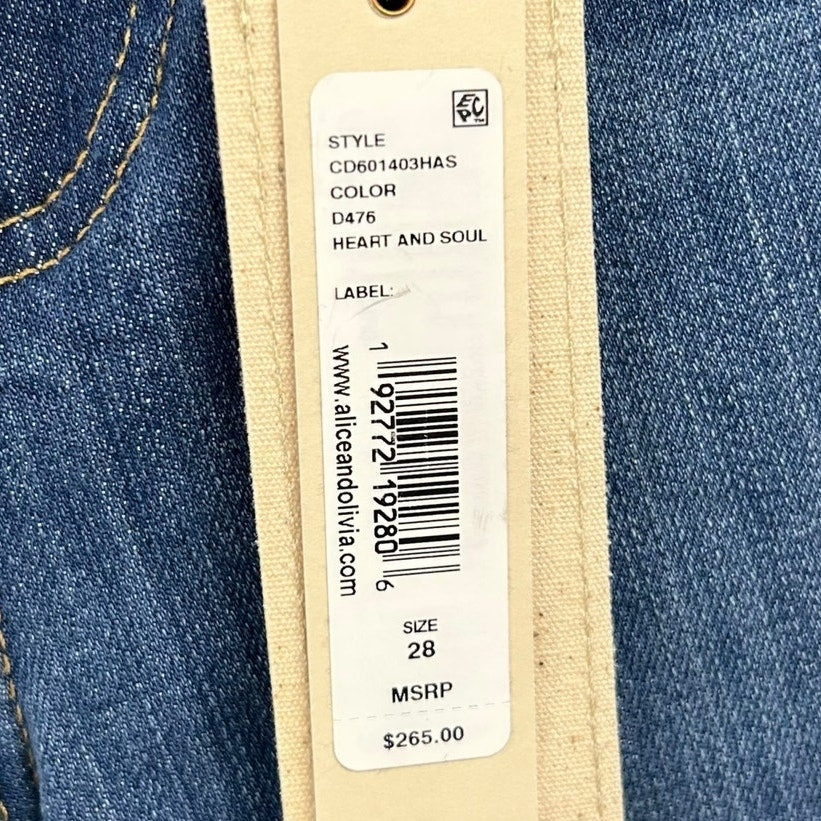 EPC™
STYLE
CD601403HAS
COLOR
D476
HEART AND SOUL
LABEL:
www.aliceandolivia.com
1 92772 19280 6
SIZE
28
MSRP
$265.00